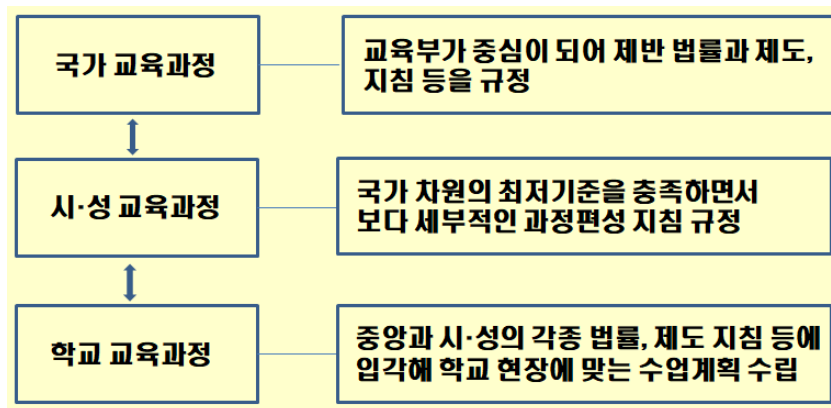 국가 교육과정
교육부가 중심이 되어 제반 법률과 제도,
지침 등을 규정
시·성 교육과정
국가 차원의 최저기준을 충족하면서
보다 세부적인 과정편성 지침 규정
학교 교육과정
중앙과 시·성의 각종 법률, 제도 지침 등에
입각해 학교 현장에 맞는 수업계획 수립